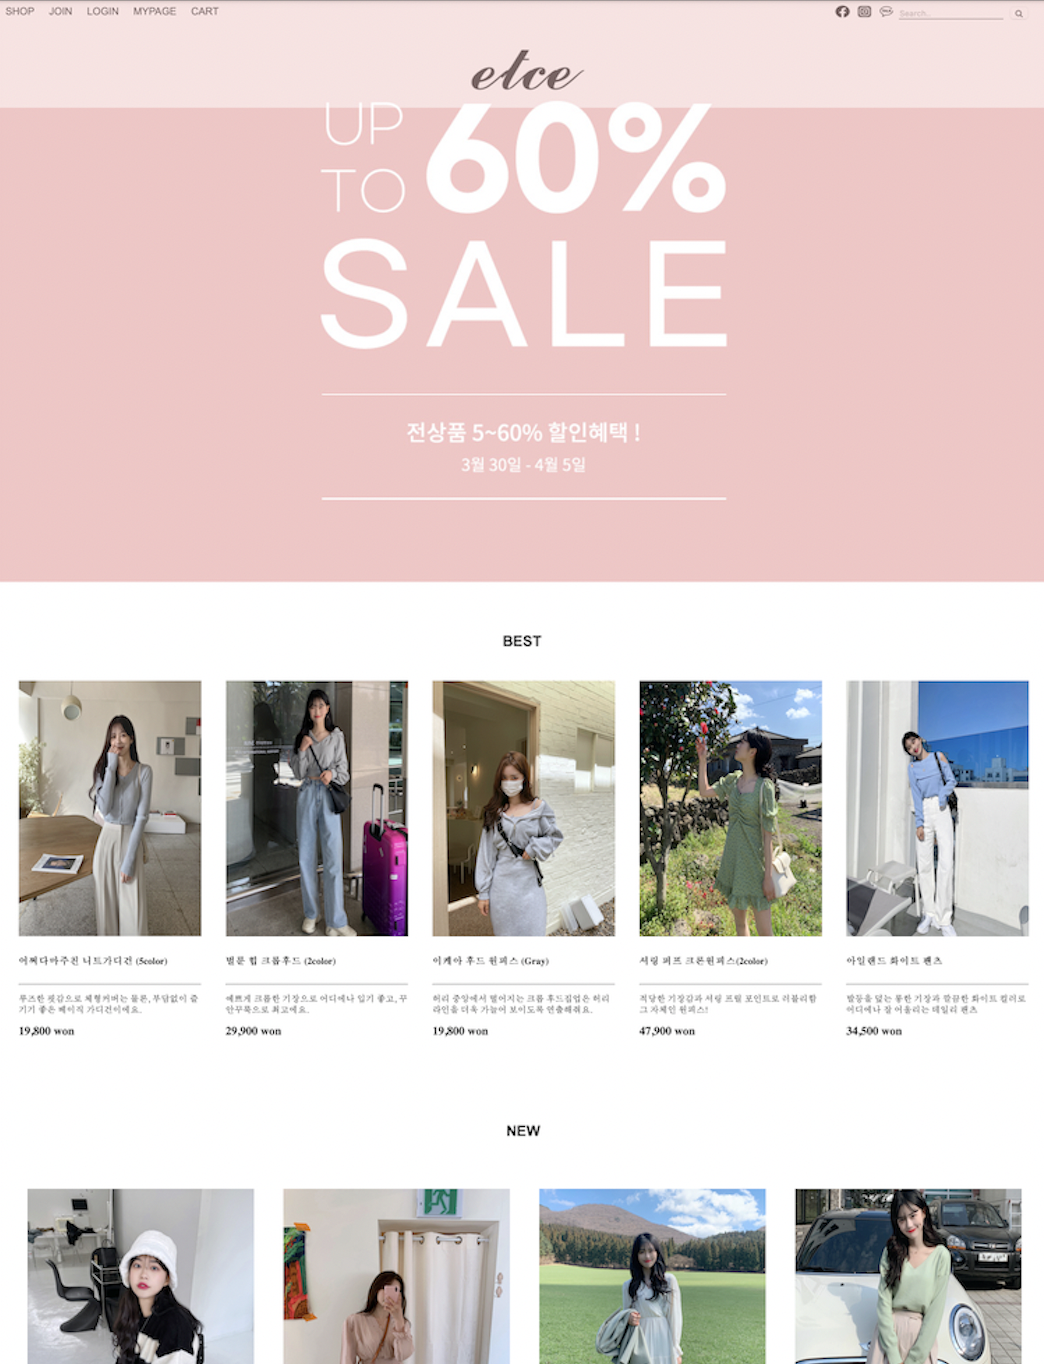 SHOP JOIN LOGIN MYPAGE CART
Search..
etce
UP TO 60%
SALE
전상품 5~60% 할인혜택 !
3월 30일 - 4월 5일
BEST
어쩌다마주친 니트가디건 (5color)
루즈한 핏감으로 체형커버는 물론, 부담없이 즐
기기 좋은 베이직 가디건이에요.
19,800 won
벌룬 힙 크롭후드 (2color)
예쁘게 크롭한 기장으로 어디에나 입기 좋고, 꾸
안꾸룩으로 최고에요.
29,900 won
이케아 후드 원피스 (Gray)
허리 중앙에서 떨어지는 크롭 후드집업은 허리
라인을 더욱 가늘어 보이도록 연출해줘요.
19,800 won
셔링 퍼프 크론원피스(2color)
적당한 기장감과 셔링 프릴 포인트로 러블리함
그 자체인 원피스!
47,900 won
아일랜드 화이트 팬츠
발등을 덮는 롱한 기장과 깔끔한 화이트 컬러로
어디에나 잘 어울리는 데일리 팬츠
34,500 won
NEW